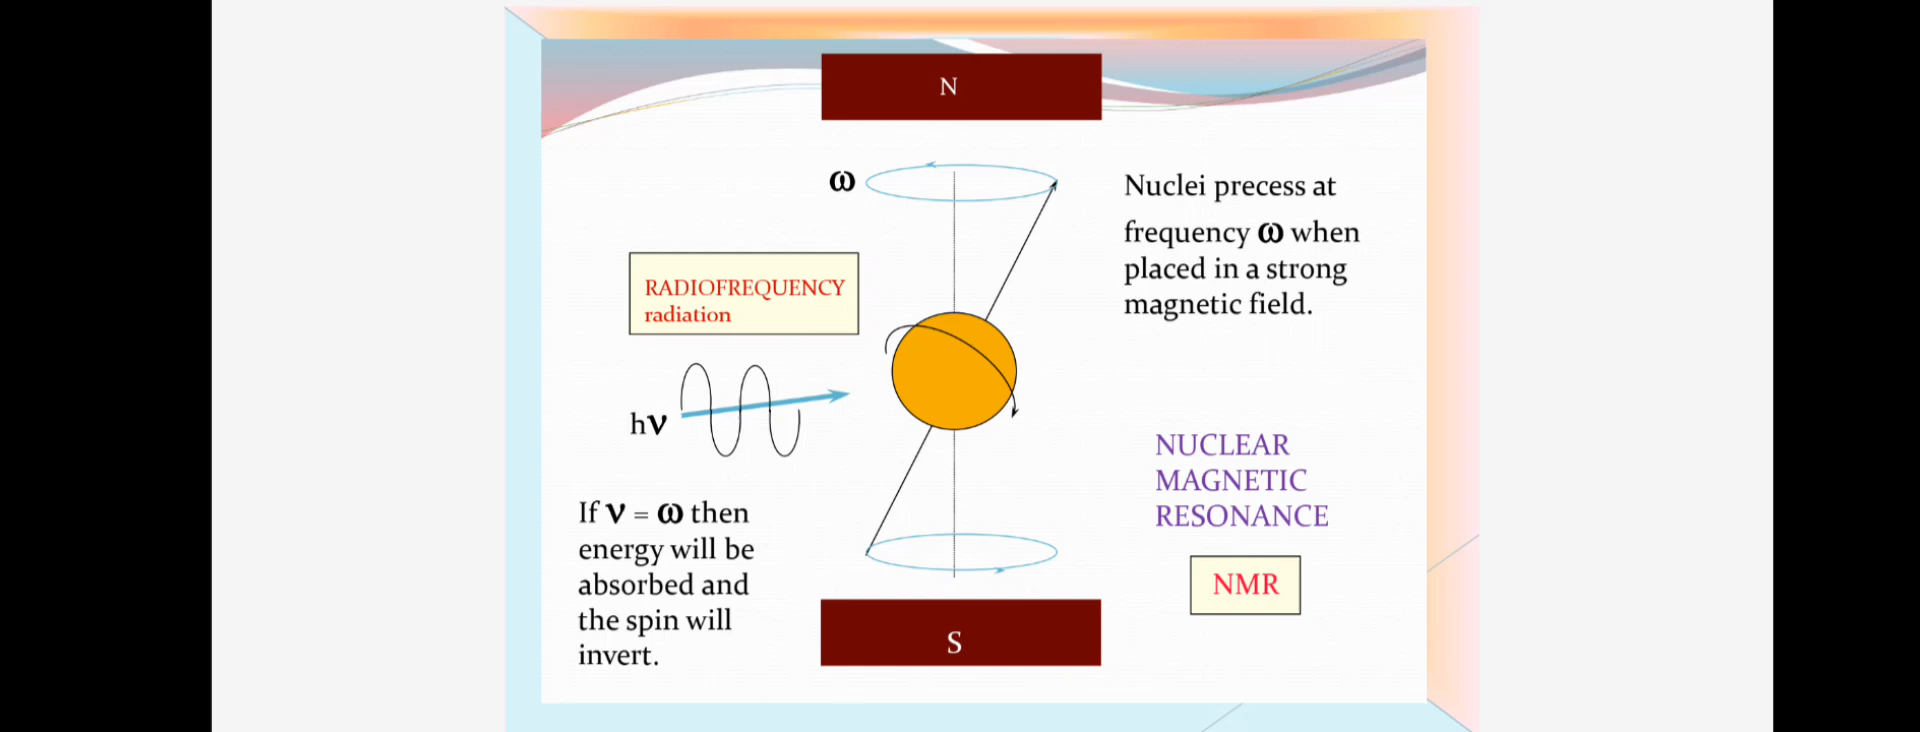 N
ω
Nuclei precess at
frequency ω when
placed in a strong
magnetic field.
RADIOFREQUENCY
radiation
hν
If ν = ω then
energy will be
absorbed and
the spin will
invert.
NUCLEAR
MAGNETIC
RESONANCE
NMR
S